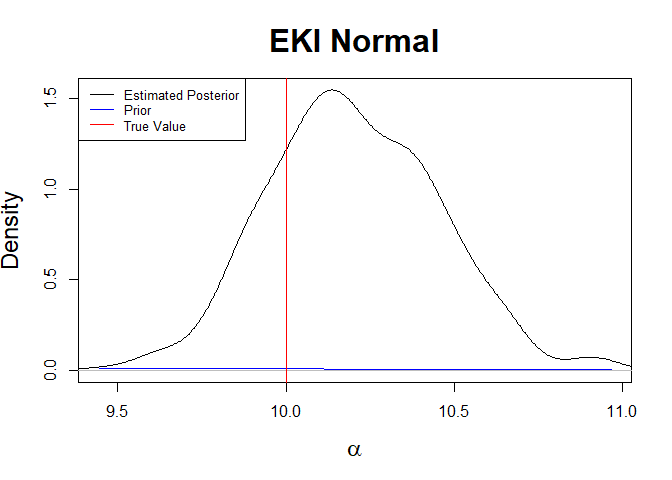 EKI Normal
Estimated Posterior
Prior
True Value
Density
0.0
0.5
1.0
1.5
9.5
10.0
10.5
11.0
α